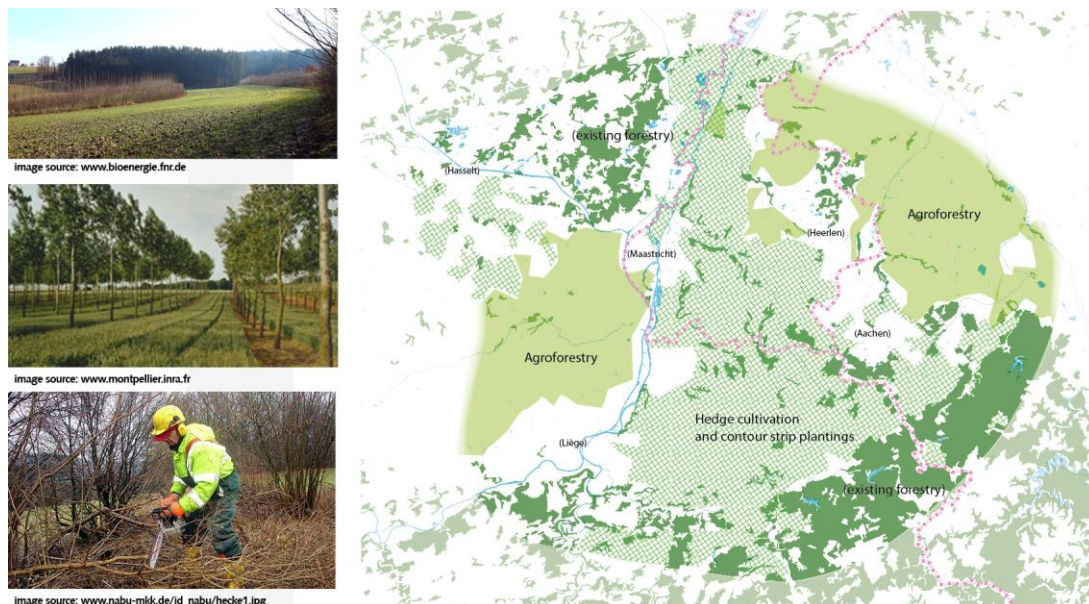 image source: www.bioenergie.fnr.de
image source: www.montpellier.inra.fr
image source: www.nabu-mkk.de/jd_nabu/hecke1.jpg
(existing forestry)
(Hasselt)
Agroforestry
(Heerlen)
(Maastricht)
(Aachen)
Agroforestry
Hedge cultivation
and contour strip plantings
(Liège)
(existing forestry)